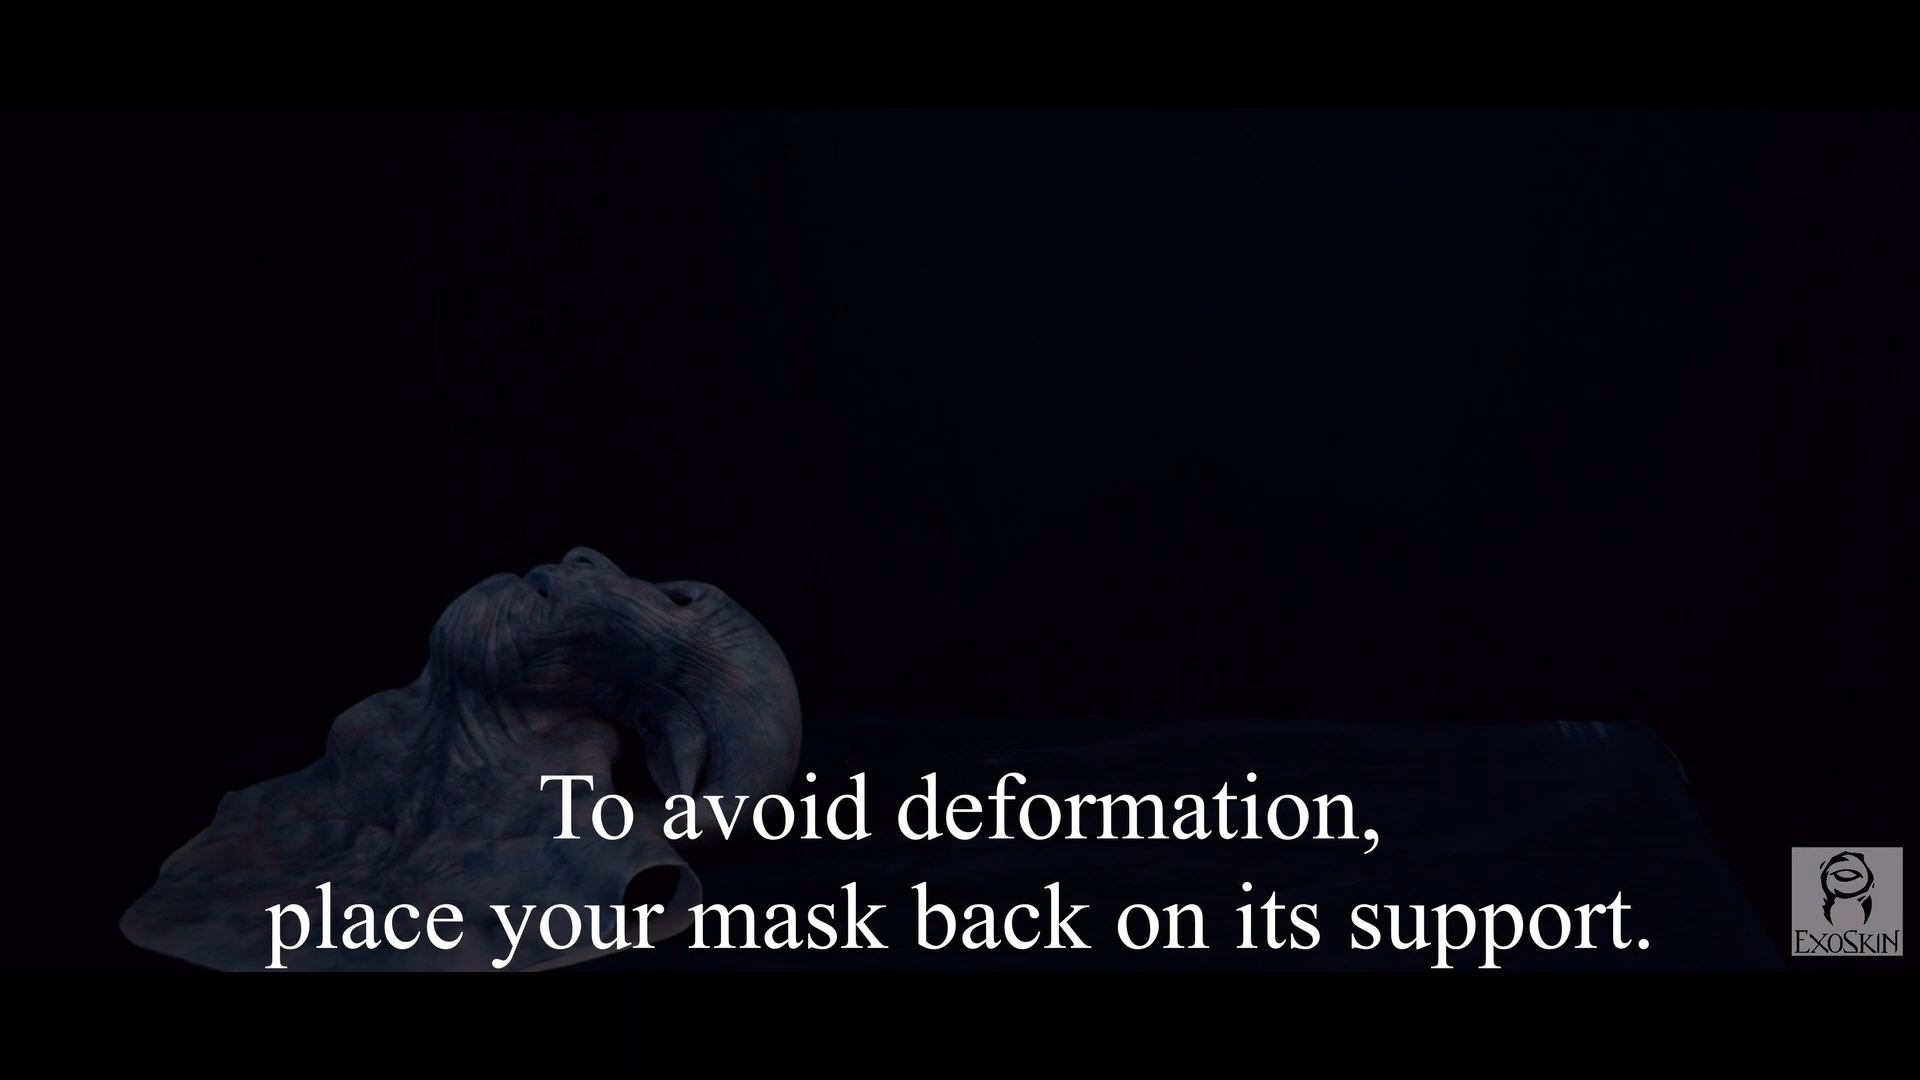 To avoid deformation,
place your mask back on its support.
EXOSKIN